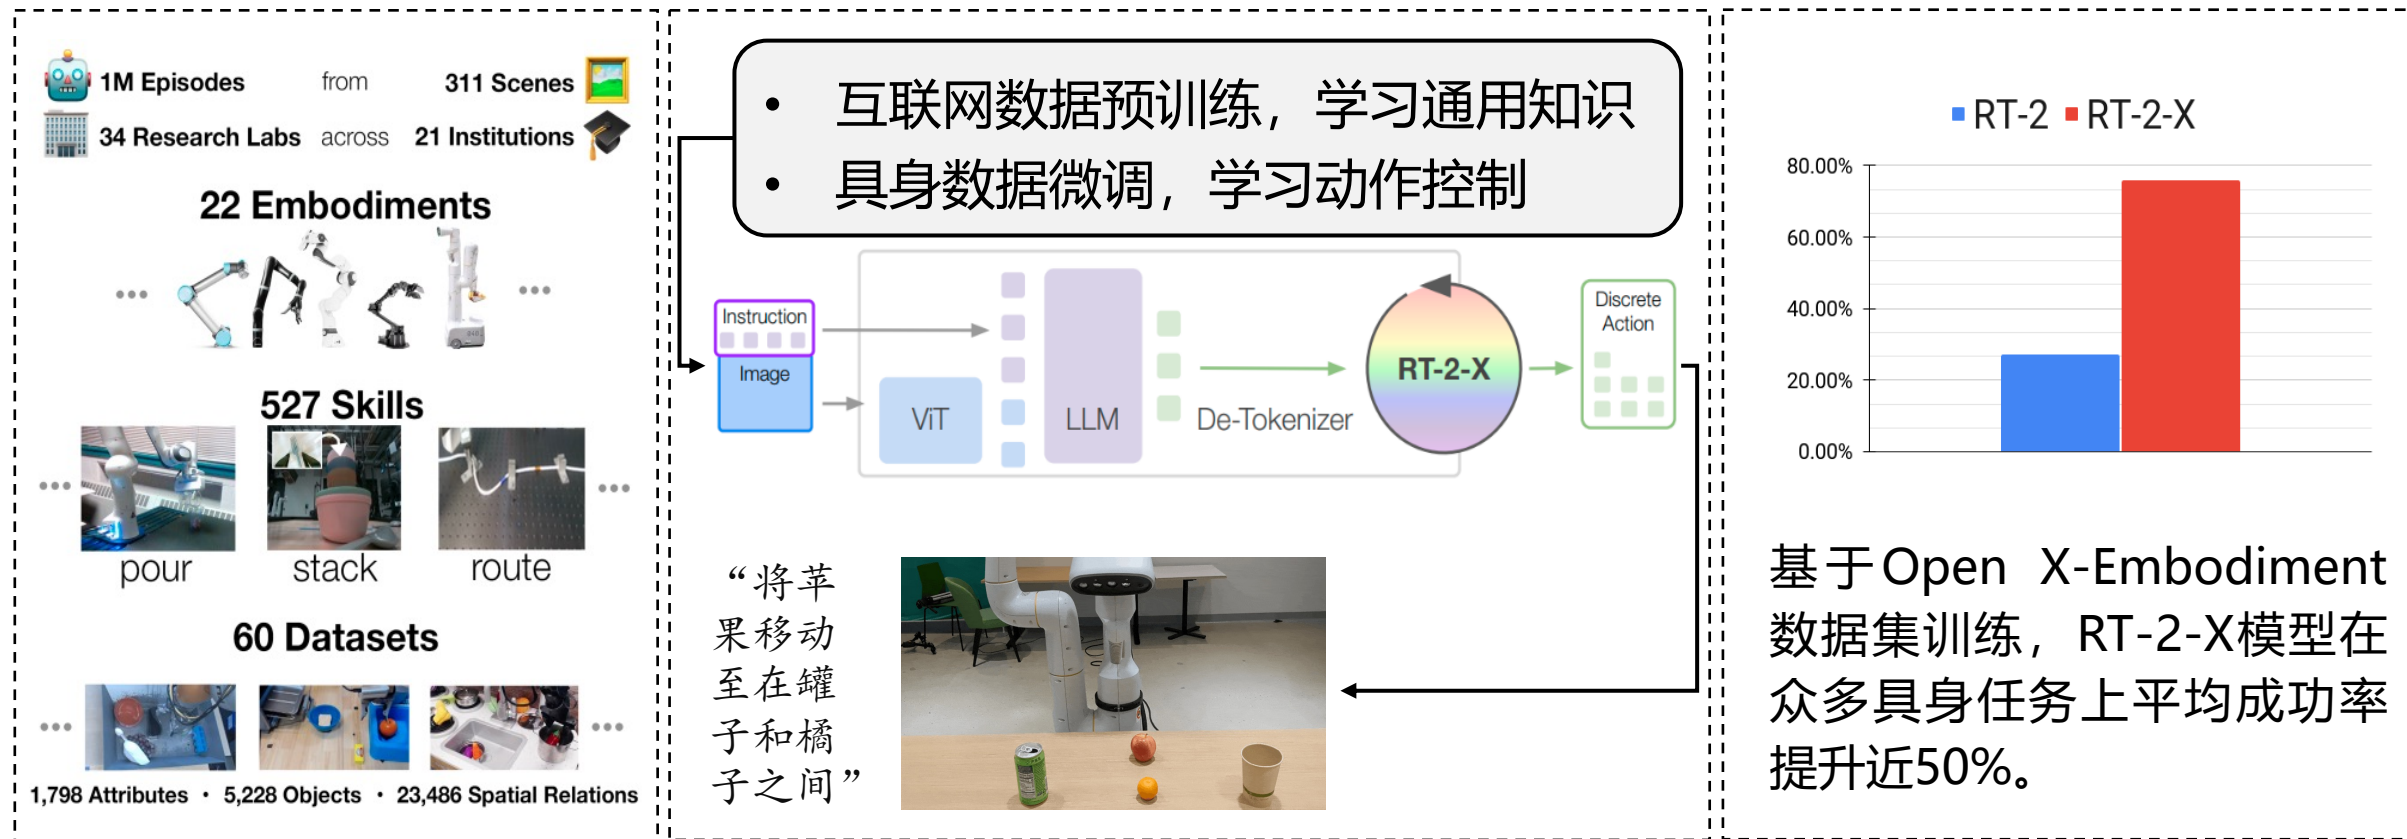 1M Episodes from 311 Scenes
34 Research Labs across 21 Institutions
22 Embodiments
527 Skills
pour stack route
60 Datasets
1,798 Attributes • 5,228 Objects • 23,486 Spatial Relations
• 互联网数据预训练，学习通用知识
• 具身数据微调，学习动作控制
Instruction
Image
ViT
LLM
De-Tokenizer
RT-2-X
Discrete
Action
“将苹
果移动
至在罐
子和橘
子之间”
RT-2 RT-2-X
80.00%
60.00%
40.00%
20.00%
0.00%
基于Open X-Embodiment
数据集训练，RT-2-X模型在
众多具身任务上平均成功率
提升近50%。